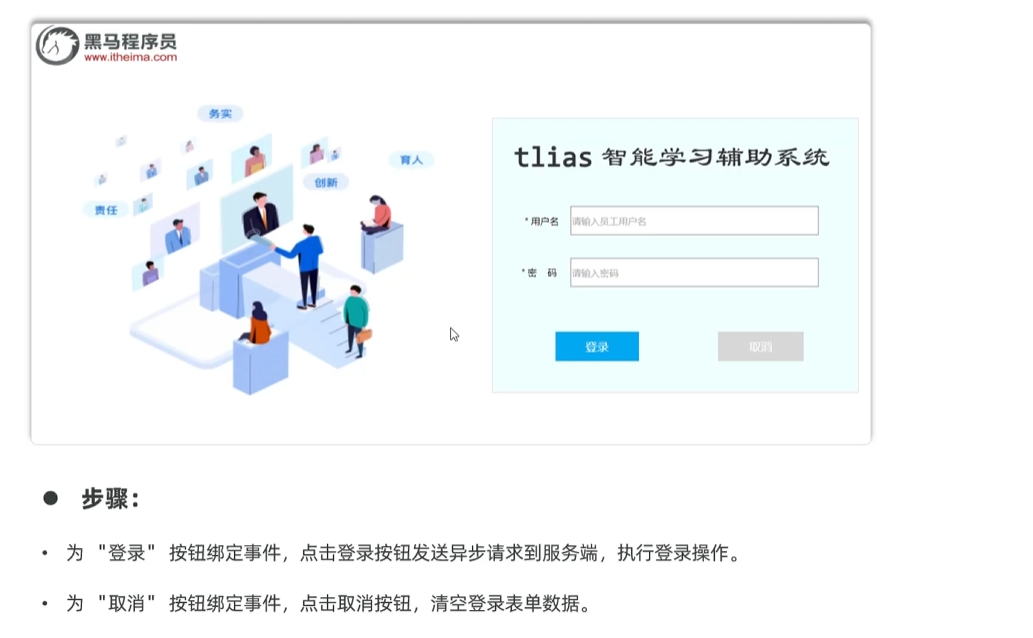 黑马程序员
www.itheima.com
务实
育人
创新
责任
tlias 智能学习辅助系统
*用户名 请输入员工用户名
*密 码 请输入密码
登录 取消
● 步骤：
• 为 "登录" 按钮绑定事件，点击登录按钮发送异步请求到服务端，执行登录操作。
• 为 "取消" 按钮绑定事件，点击取消按钮，清空登录表单数据。